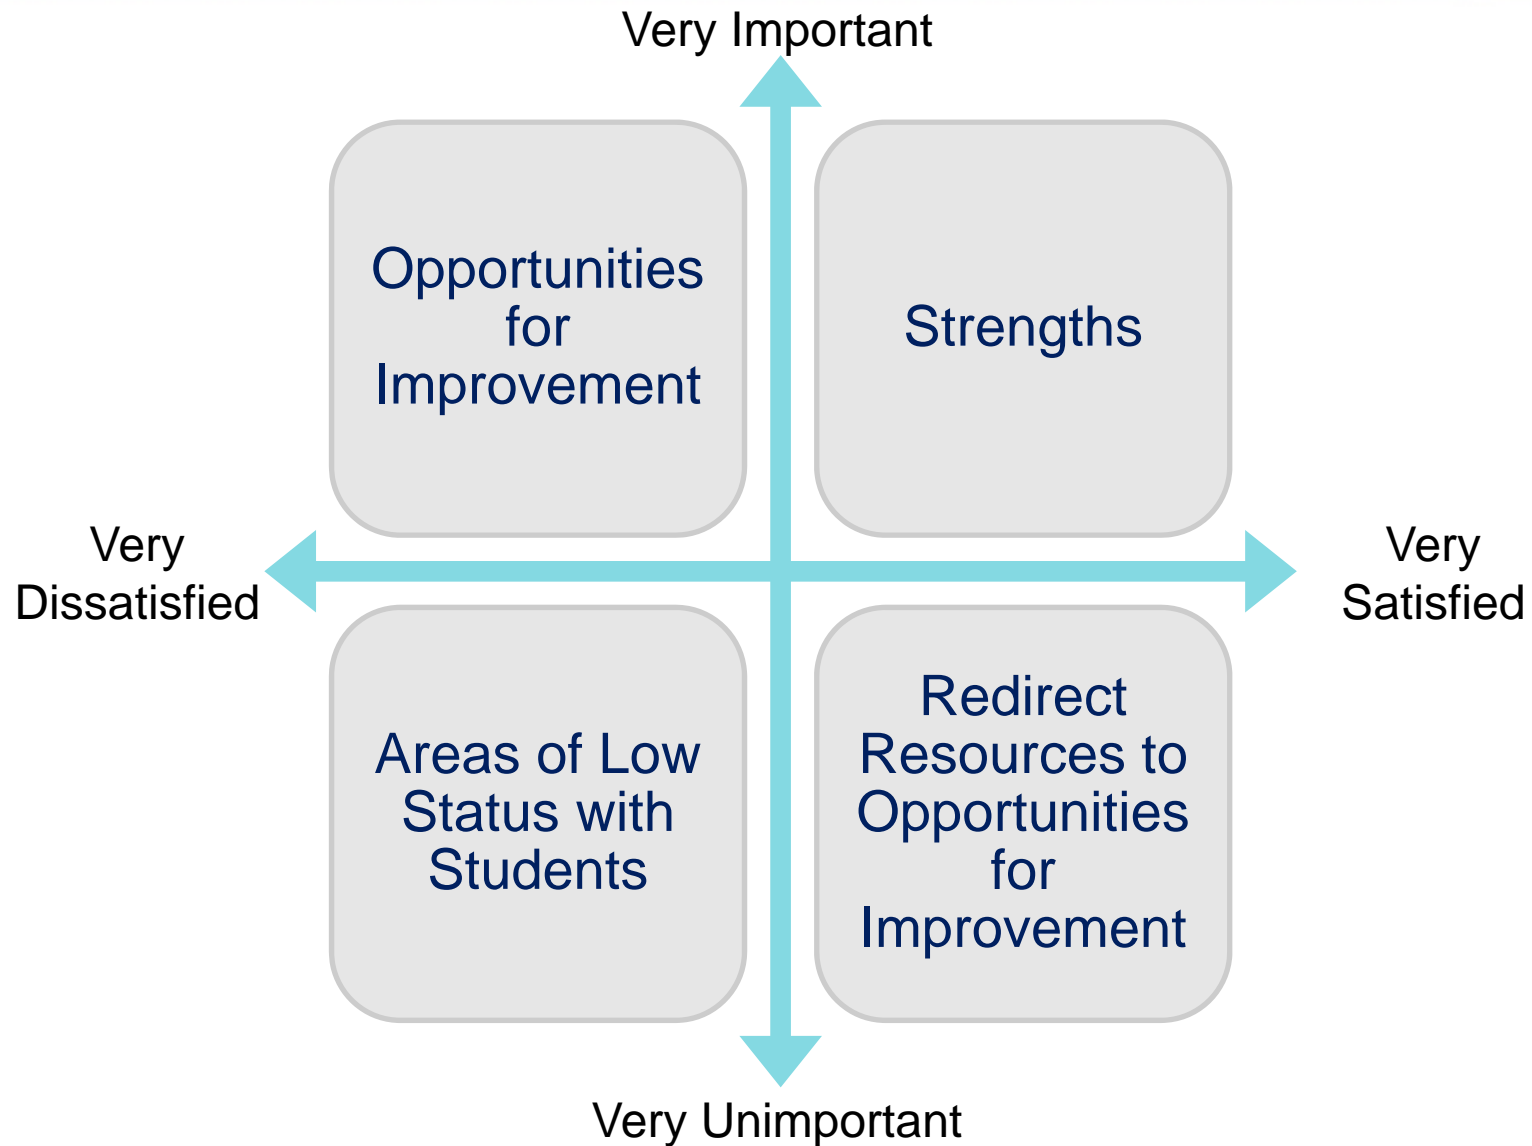 Very Important
Opportunities
for
Improvement
Strengths
Very
Dissatisfied
Very
Satisfied
Areas of Low
Status with
Students
Redirect
Resources to
Opportunities
for
Improvement
Very Unimportant